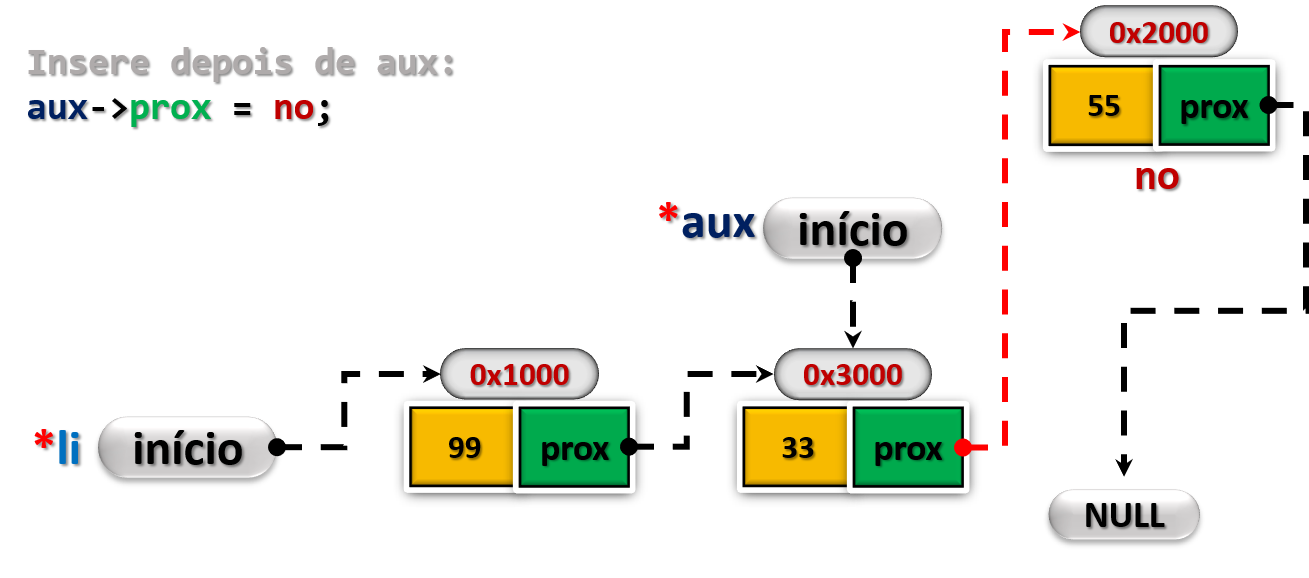 Insere depois de aux:
aux->prox = no;
0x2000
55 prox
no
*aux início
0x1000
0x3000
*li início
99 prox
33 prox
NULL